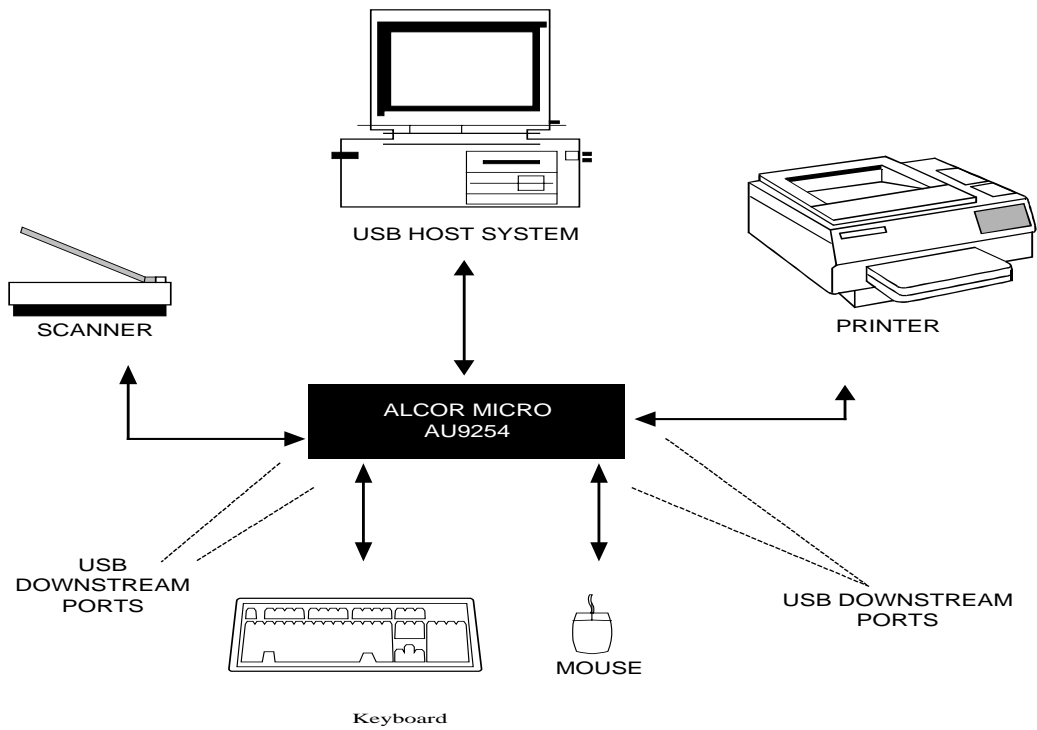 USB HOST SYSTEM
SCANNER
PRINTER
ALCOR MICRO
AU9254
USB
DOWNSTREAM
PORTS
USB DOWNSTREAM
PORTS
MOUSE
Keyboard